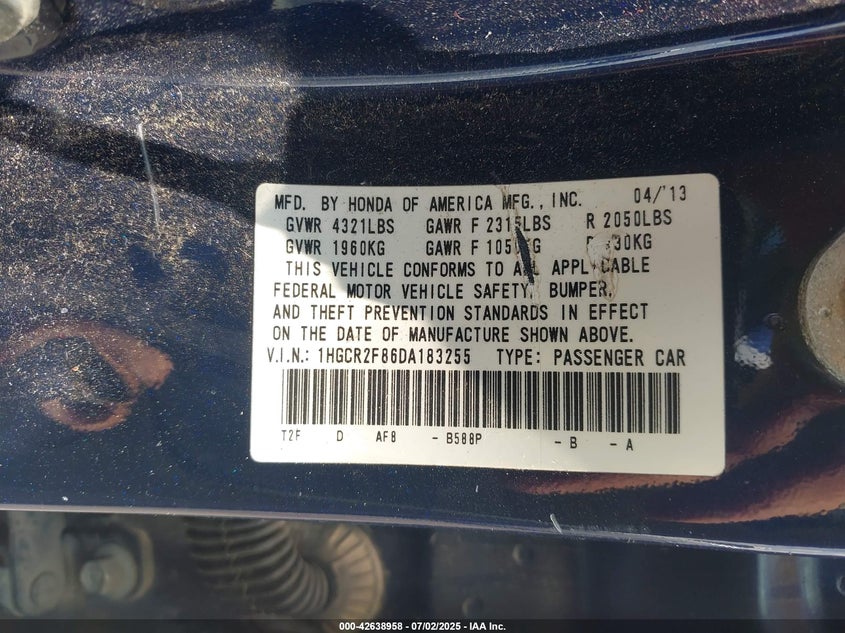 MFD. BY HONDA OF AMERICA MFG., INC. 04/'13
GVWR 4321LBS GAWR F 2315LBS R 2050LBS
GVWR 1960KG GAWR F
THIS VEHICLE CONFORMS TO ALL APPLICABLE
FEDERAL MOTOR VEHICLE SAFETY, BUMPER,
AND THEFT PREVENTION STANDARDS IN EFFECT
ON THE DATE OF MANUFACTURE SHOWN ABOVE.
V.I.N.: 1HGCR2F86DA183255 TYPE: PASSENGER CAR
T2F D AF8 - B588P - B - A
000-42638958 - 07/02/2025 - IAA Inc.